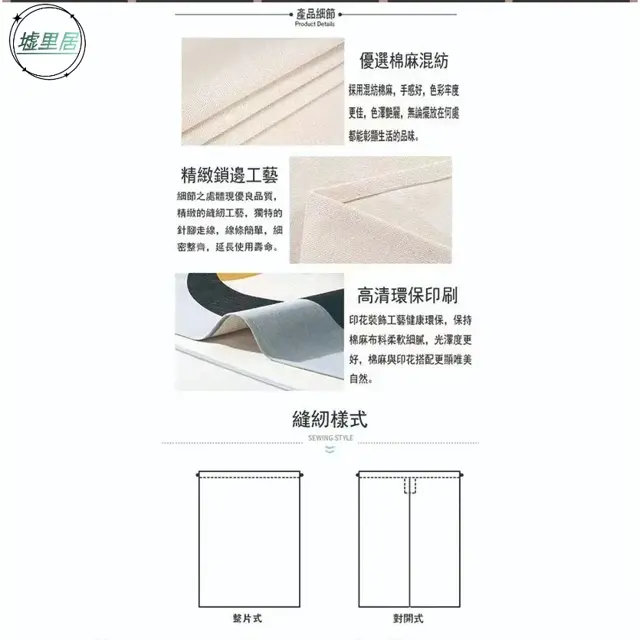 墟里居
產品細節
Product Details
優選棉麻混紡
採用混紡棉麻，手感好，色彩牢度
更佳，色澤艷麗，無論擺放在何處
都能彰顯生活的品味。
精緻鎖邊工藝
細節之處體現優良品質，
精緻的縫紉工藝，獨特的
針腳走線，線條簡單，細
密整齊，延長使用壽命。
高清環保印刷
印花裝飾工藝健康環保，保持
棉麻布料柔軟細膩，光澤度更
好，棉麻與印花搭配更顯唯美
自然。
縫紉樣式
SEWING STYLE
整片式
對開式